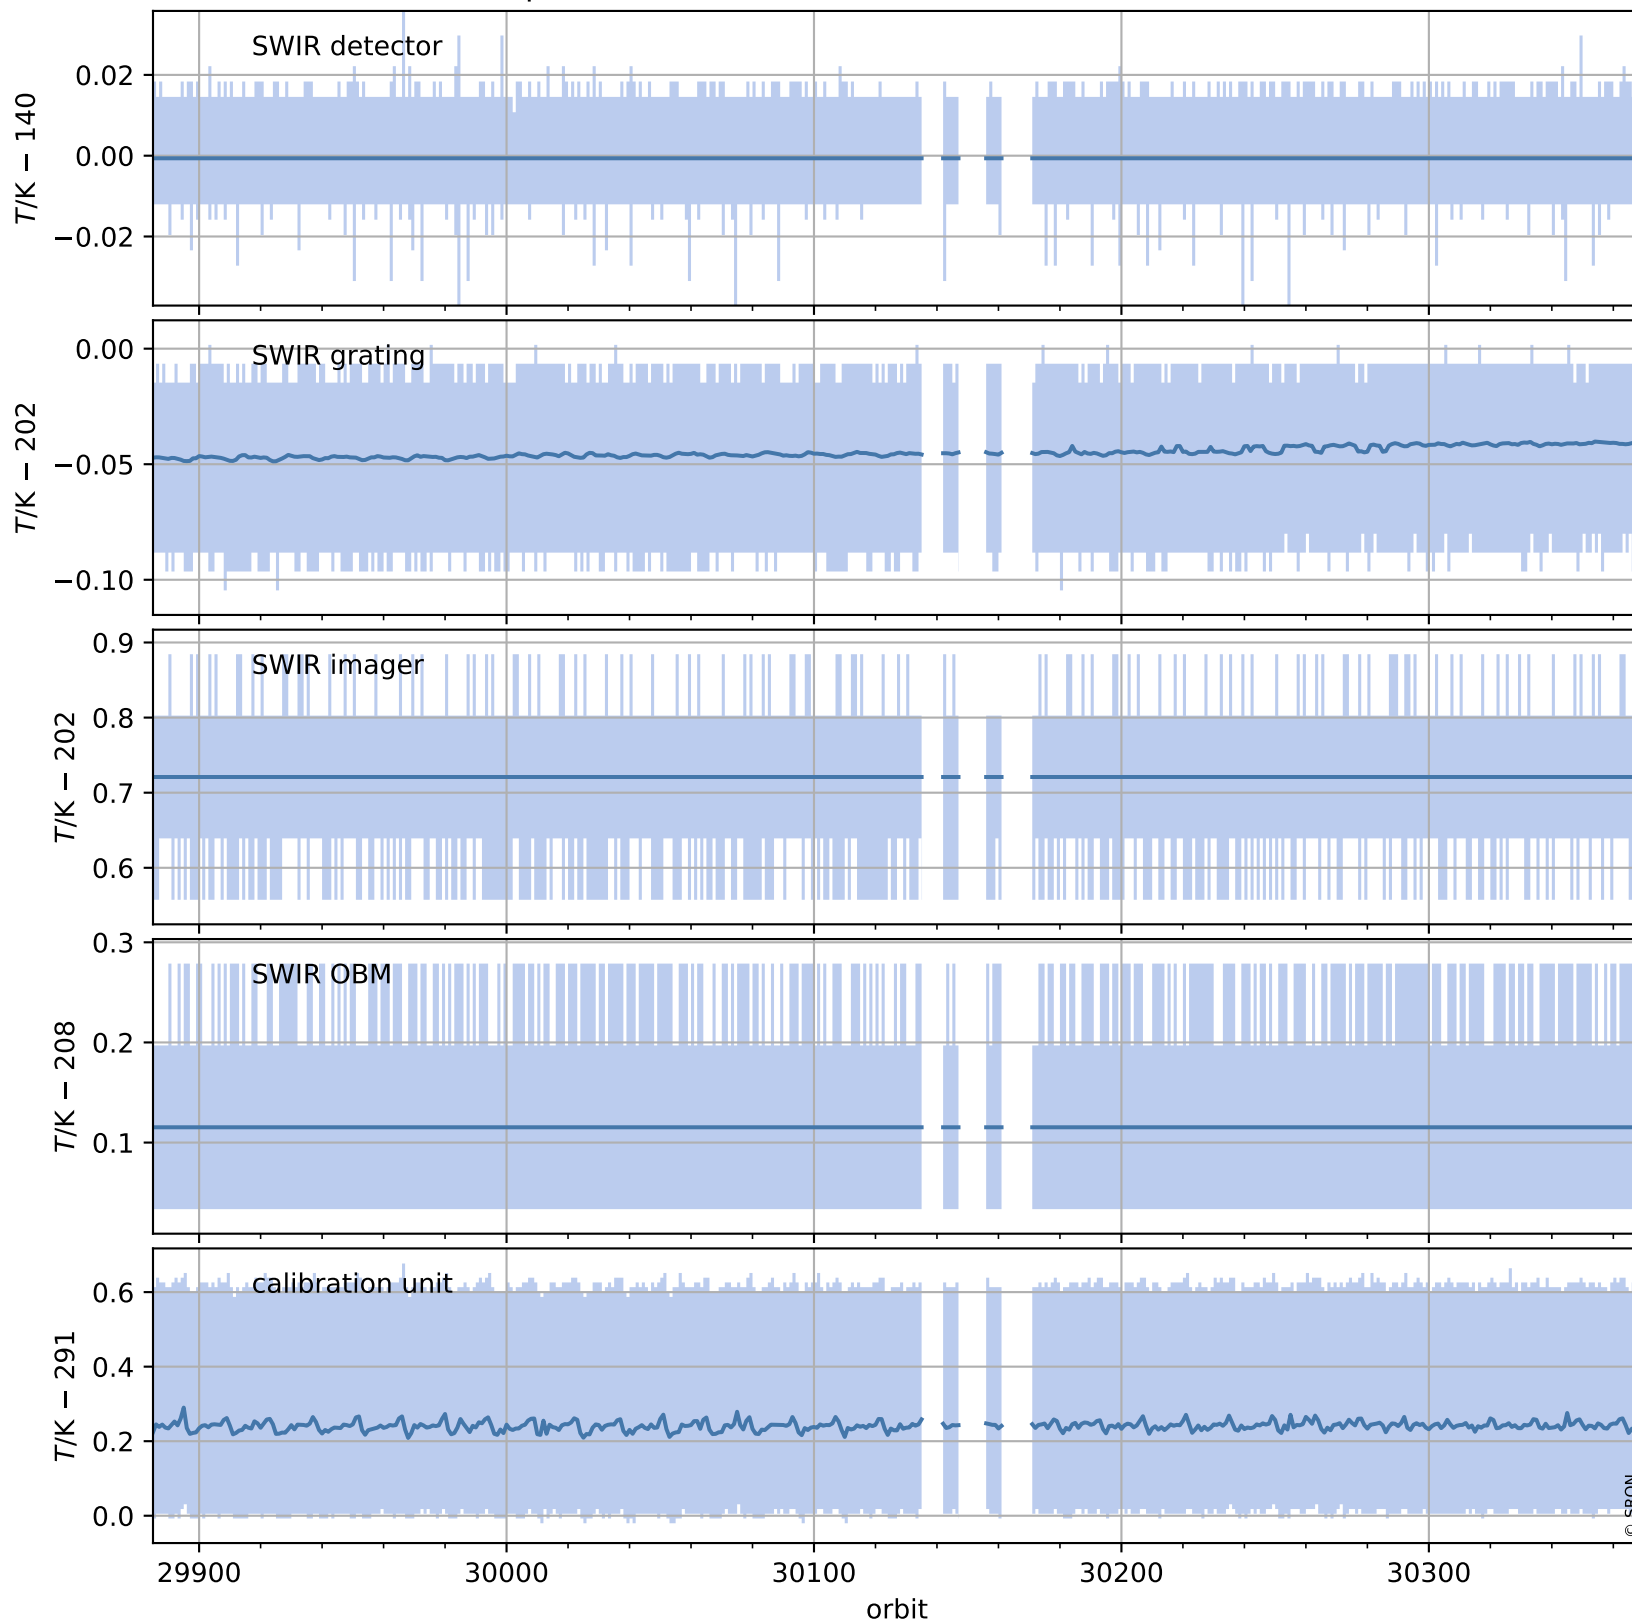 SWIR detector
T/K − 140
0.02
0.00
−0.02
SWIR grating
T/K − 202
0.00
−0.05
−0.10
SWIR imager
T/K − 202
0.9
0.8
0.7
0.6
SWIR OBM
T/K − 208
0.3
0.2
0.1
calibration unit
T/K − 291
0.6
0.4
0.2
0.0
© SRON
29900 30000 30100 30200 30300
orbit